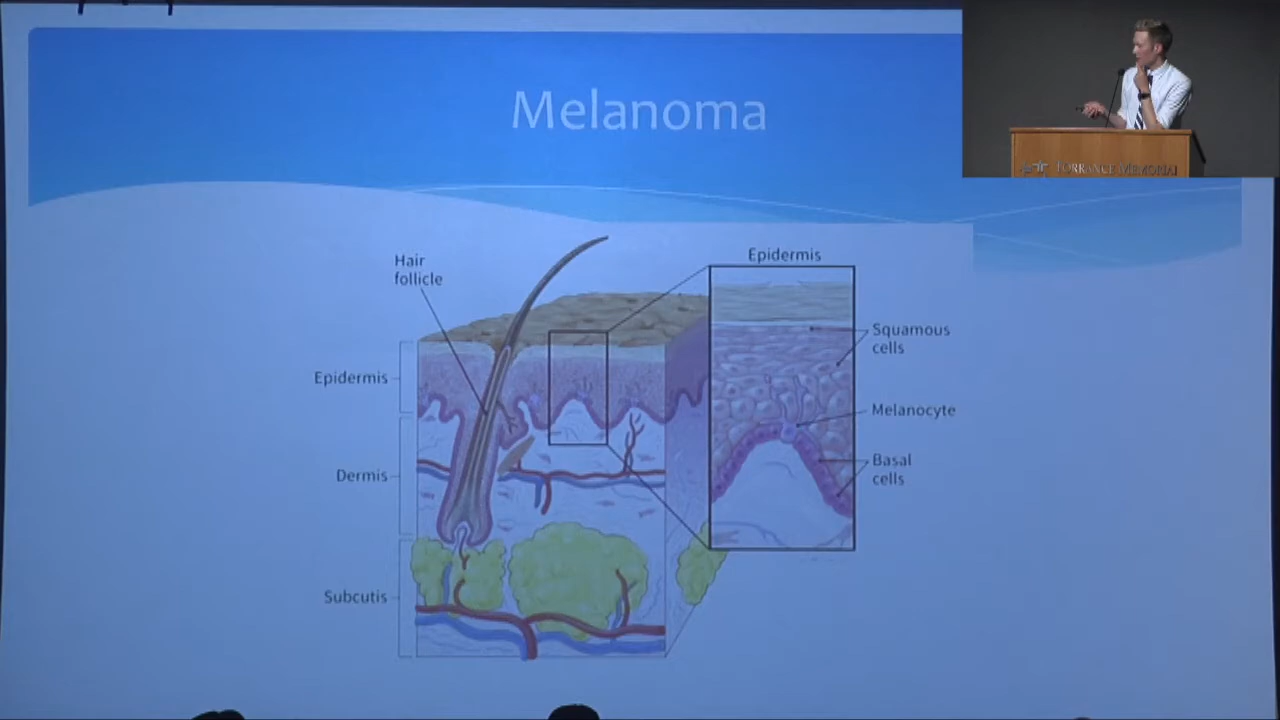 Melanoma
TORRANCE MEMORIAL
Hair
follicle
Epidermis
Squamous
cells
Epidermis
Melanocyte
Basal
cells
Dermis
Subcutis